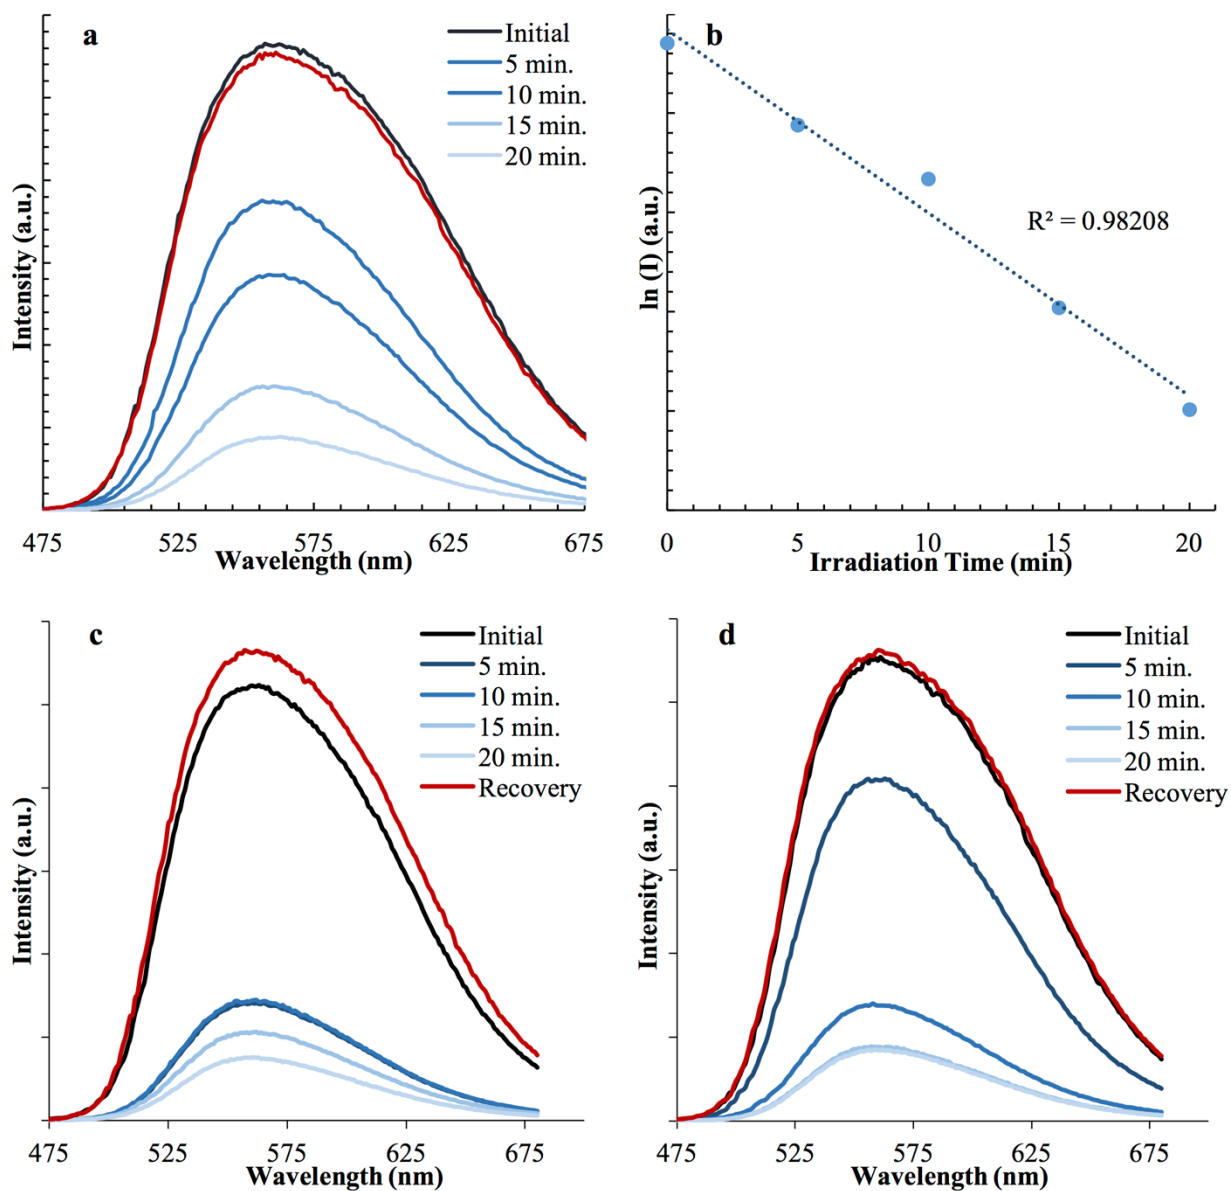 a
Initial
5 min.
10 min.
15 min.
20 min.
Intensity (a.u.)
475 525 575 625 675
Wavelength (nm)
b
R² = 0.98208
ln (I) (a.u.)
0 5 10 15 20
Irradiation Time (min)
c
Initial
5 min.
10 min.
15 min.
20 min.
Recovery
Intensity (a.u.)
475 525 575 625 675
Wavelength (nm)
d
Initial
5 min.
10 min.
15 min.
20 min.
Recovery
Intensity (a.u.)
475 525 575 625 675
Wavelength (nm)